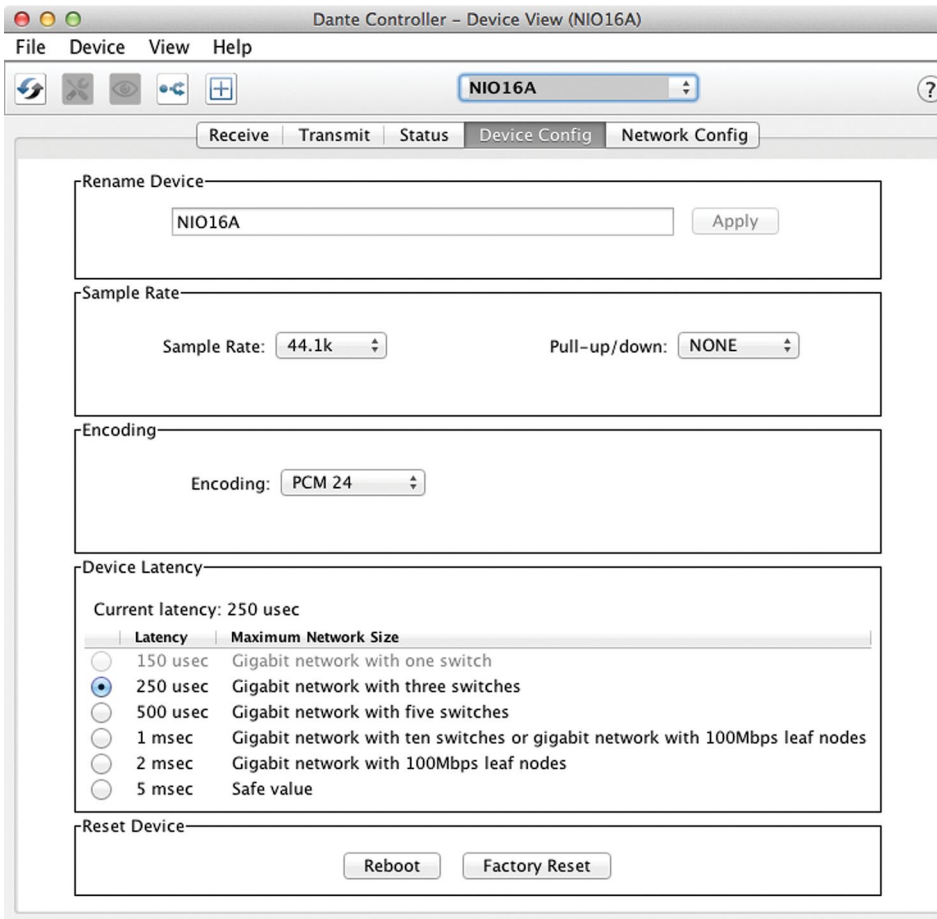 Dante Controller – Device View (NIO16A)
File Device View Help
NIO16A
?
Receive Transmit Status Device Config Network Config
Rename Device
NIO16A Apply
Sample Rate
Sample Rate: 44.1k Pull-up/down: NONE
Encoding
Encoding: PCM 24
Device Latency
Current latency: 250 usec
Latency Maximum Network Size
150 usec Gigabit network with one switch
250 usec Gigabit network with three switches
500 usec Gigabit network with five switches
1 msec Gigabit network with ten switches or gigabit network with 100Mbps leaf nodes
2 msec Gigabit network with 100Mbps leaf nodes
5 msec Safe value
Reset Device
Reboot Factory Reset